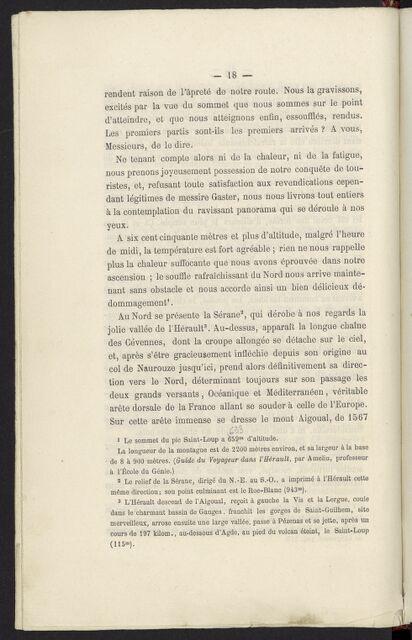 — 18 —
rendent raison de l'âpreté de notre route. Nous la gravissons,
excités par la vue du sommet que nous sommes sur le point
d'atteindre, et que nous atteignons enfin, essoufflés, rendus.
Les premiers partis sont-ils les premiers arrivés ? A vous,
Messieurs, de le dire.
Ne tenant compte alors ni de la chaleur, ni de la fatigue,
nous prenons joyeusement possession de notre conquête de tou-
ristes, et, refusant toute satisfaction aux revendications cepen-
dant légitimes de messire Gaster, nous nous livrons tout entiers
à la contemplation du ravissant panorama qui se déroule à nos
yeux.
A six cent cinquante mètres et plus d'altitude, malgré l'heure
de midi, la température est fort agréable ; rien ne nous rappelle
plus la chaleur suffocante que nous avons éprouvée dans notre
ascension ; le souffle rafraîchissant du Nord nous arrive mainte-
nant sans obstacle et nous accorde ainsi un bien délicieux dé-
dommagement¹.
Au Nord se présente la Sérane², qui dérobe à nos regards la
jolie vallée de l'Hérault³. Au-dessus, apparaît la longue chaîne
des Cévennes, dont la croupe allongée se détache sur le ciel,
et, après s'être gracieusement infléchie depuis son origine au
col de Naurouze jusqu'ici, prend alors définitivement sa direc-
tion vers le Nord, déterminant toujours sur son passage les
deux grands versants, Océanique et Méditerranéen, véritable
arête dorsale de la France allant se souder à celle de l'Europe.
Sur cette arête immense se dresse le mont Aigoual, de 1567
¹ Le sommet du pic Saint-Loup a 659ᵐ d'altitude.
La longueur de la montagne est de 2200 mètres environ, et sa largeur à la base
de 8 à 900 mètres. (Guide du Voyageur dans l'Hérault, par Amelin, professeur
à l'École du Génie.)
² Le relief de la Sérane, dirigé du N.-E. au S.-O., a imprimé à l'Hérault cette
même direction; son point culminant est le Roc-Blanc (943ᵐ).
³ L'Hérault descend de l'Aigoual, reçoit à gauche la Vis et la Lergue, coule
dans le charmant bassin de Ganges, franchit les gorges de Saint-Guilhem, site
merveilleux, arrose ensuite une large vallée, passe à Pézenas et se jette, après un
cours de 197 kilom., au-dessous d'Agde, au pied du volcan éteint, le Saint-Loup
(115ᵐ).